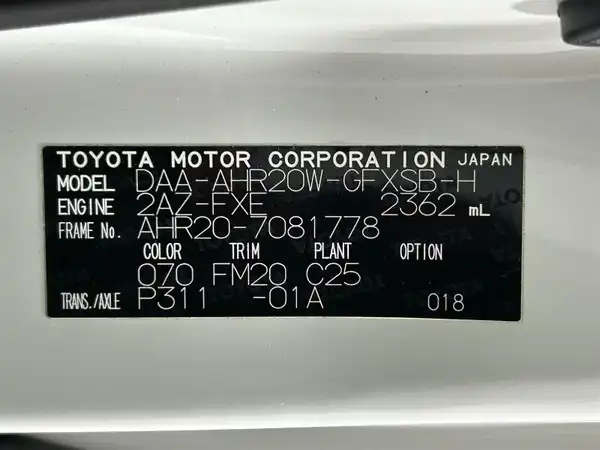 TOYOTA MOTOR CORPORATION JAPAN
MODEL DAA-AHR20W-GFXSB-H
ENGINE 2AZ-FXE 2362 mL
FRAME No. AHR20-7081778
COLOR TRIM PLANT OPTION
070 FM20 C25
TRANS./AXLE P311 -01A 018